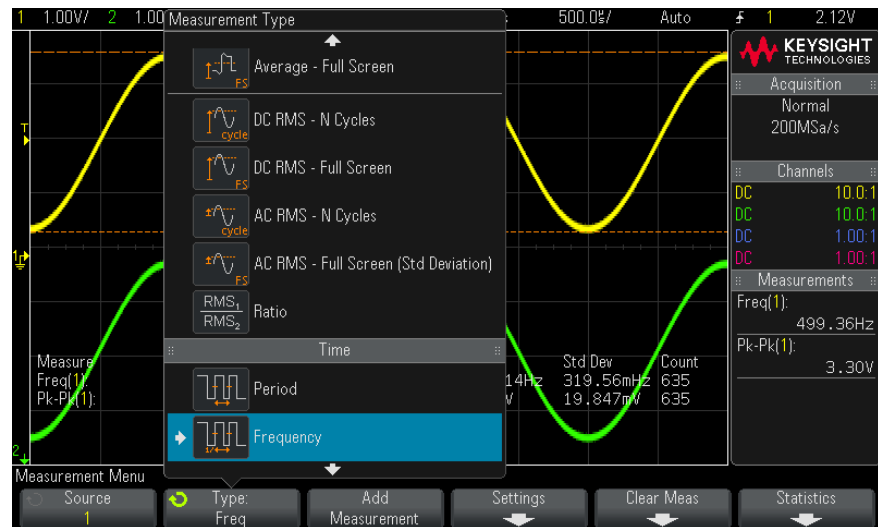 1 1.00V/ 2 1.00 500.0㎲/ Auto 1 2.12V
Measurement Type
Average - Full Screen
FS
DC RMS - N Cycles
cycle
DC RMS - Full Screen
FS
AC RMS - N Cycles
cycle
AC RMS - Full Screen (Std Deviation)
FS
RMS₁
RMS₂
Ratio
Time
Period
Frequency
1/
T
1
2
Measure
Freq(1):
Pk-Pk(1):
Std Dev Count
14Hz 319.56mHz 635
V 19.847mV 635
KEYSIGHT
TECHNOLOGIES
Acquisition
Normal
200MSa/s
Channels
DC 10.0:1
DC 10.0:1
DC 1.00:1
DC 1.00:1
Measurements
Freq(1):
499.36Hz
Pk-Pk(1):
3.30V
Measurement Menu
Source
1
Type:
Freq
Add
Measurement
Settings
Clear Meas
Statistics